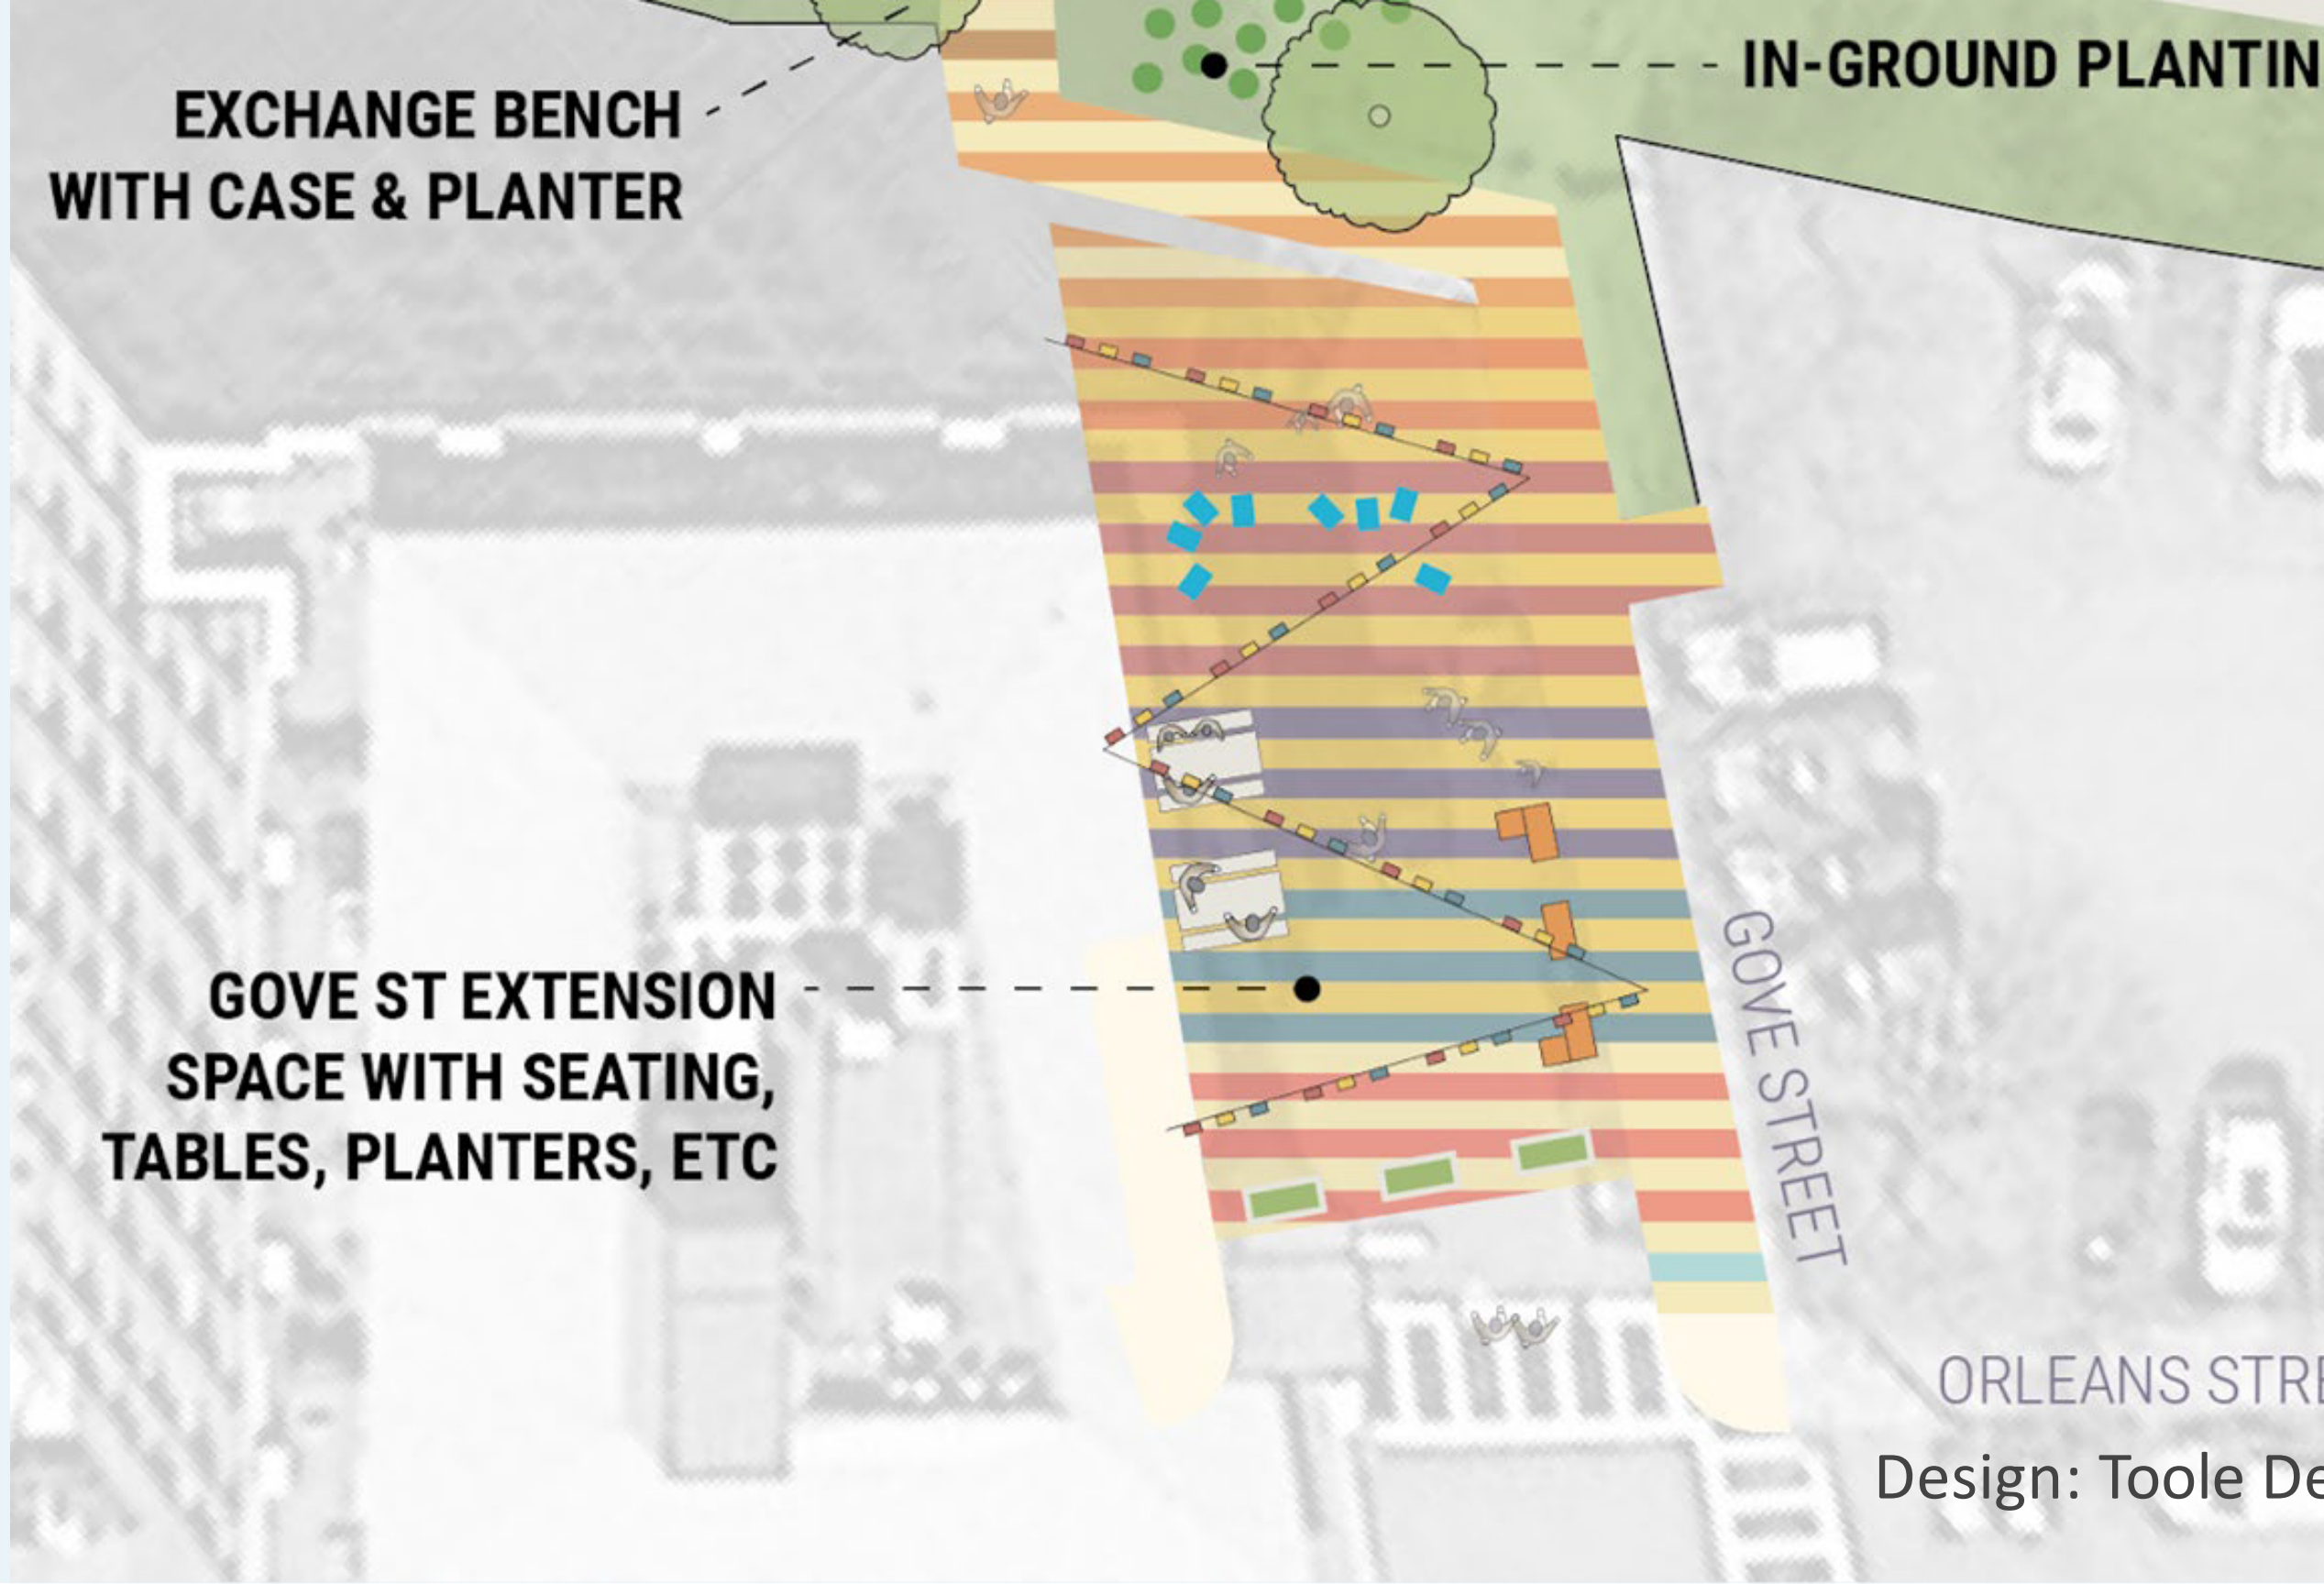 IN-GROUND PLANTIN
EXCHANGE BENCH
WITH CASE & PLANTER
GOVE ST EXTENSION
SPACE WITH SEATING,
TABLES, PLANTERS, ETC
GOVE STREET
ORLEANS STRE
Design: Toole De